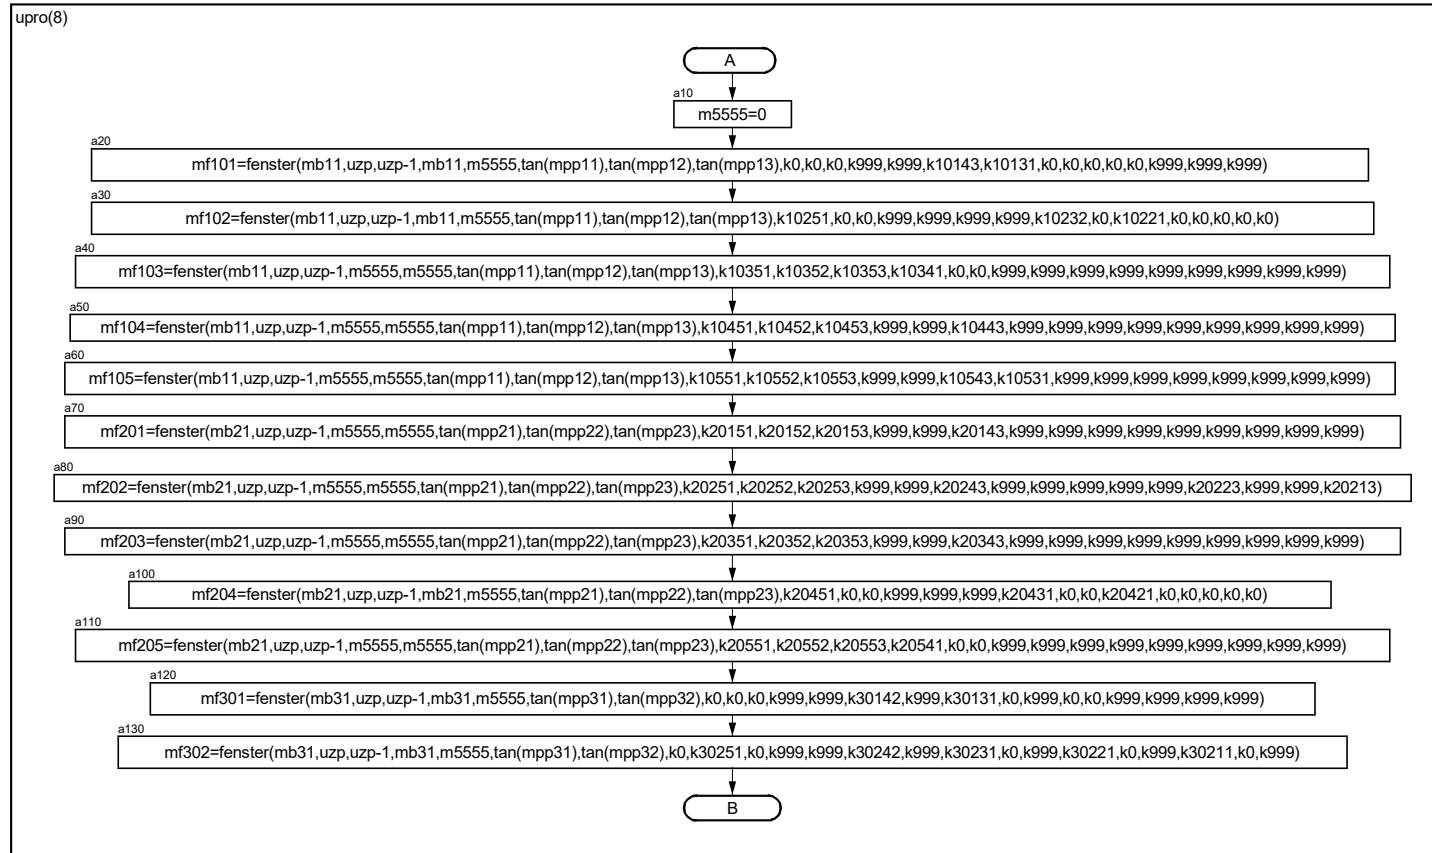 upro(8)
A
a10
m5555=0
a20
mf101=fenster(mb11,uzp,uzp-1,mb11,m5555,tan(mpp11),tan(mpp12),tan(mpp13),k0,k0,k0,k999,k999,k10143,k10131,k0,k0,k0,k0,k0,k999,k999,k999)
a30
mf102=fenster(mb11,uzp,uzp-1,mb11,m5555,tan(mpp11),tan(mpp12),tan(mpp13),k10251,k0,k0,k999,k999,k999,k999,k10232,k0,k10221,k0,k0,k0,k0,k0)
a40
mf103=fenster(mb11,uzp,uzp-1,m5555,m5555,tan(mpp11),tan(mpp12),tan(mpp13),k10351,k10352,k10353,k10341,k0,k0,k999,k999,k999,k999,k999,k999,k999,k999,k999)
a50
mf104=fenster(mb11,uzp,uzp-1,m5555,m5555,tan(mpp11),tan(mpp12),tan(mpp13),k10451,k10452,k10453,k999,k999,k10443,k999,k999,k999,k999,k999,k999,k999,k999,k999)
a60
mf105=fenster(mb11,uzp,uzp-1,m5555,m5555,tan(mpp11),tan(mpp12),tan(mpp13),k10551,k10552,k10553,k999,k999,k10543,k10531,k999,k999,k999,k999,k999,k999,k999,k999)
a70
mf201=fenster(mb21,uzp,uzp-1,m5555,m5555,tan(mpp21),tan(mpp22),tan(mpp23),k20151,k20152,k20153,k999,k999,k20143,k999,k999,k999,k999,k999,k999,k999,k999,k999)
a80
mf202=fenster(mb21,uzp,uzp-1,m5555,m5555,tan(mpp21),tan(mpp22),tan(mpp23),k20251,k20252,k20253,k999,k999,k20243,k999,k999,k999,k999,k999,k20223,k999,k999,k20213)
a90
mf203=fenster(mb21,uzp,uzp-1,m5555,m5555,tan(mpp21),tan(mpp22),tan(mpp23),k20351,k20352,k20353,k999,k999,k20343,k999,k999,k999,k999,k999,k999,k999,k999,k999)
a100
mf204=fenster(mb21,uzp,uzp-1,mb21,m5555,tan(mpp21),tan(mpp22),tan(mpp23),k20451,k0,k0,k999,k999,k999,k20431,k0,k0,k20421,k0,k0,k0,k0,k0)
a110
mf205=fenster(mb21,uzp,uzp-1,m5555,m5555,tan(mpp21),tan(mpp22),tan(mpp23),k20551,k20552,k20553,k20541,k0,k0,k999,k999,k999,k999,k999,k999,k999,k999,k999)
a120
mf301=fenster(mb31,uzp,uzp-1,mb31,m5555,tan(mpp31),tan(mpp32),k0,k0,k0,k999,k999,k30142,k999,k30131,k0,k999,k0,k0,k999,k999,k999,k999)
a130
mf302=fenster(mb31,uzp,uzp-1,mb31,m5555,tan(mpp31),tan(mpp32),k0,k30251,k0,k999,k999,k30242,k999,k30231,k0,k999,k30221,k0,k999,k30211,k0,k999)
B